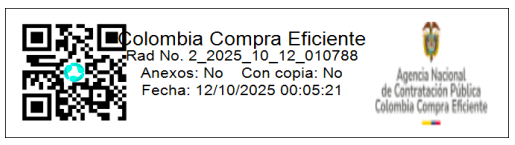 Colombia Compra Eficiente
Rad No. 2_2025_10_12_010788
Anexos: No Con copia: No
Fecha: 12/10/2025 00:05:21
Agencia Nacional
de Contratación Pública
Colombia Compra Eficiente